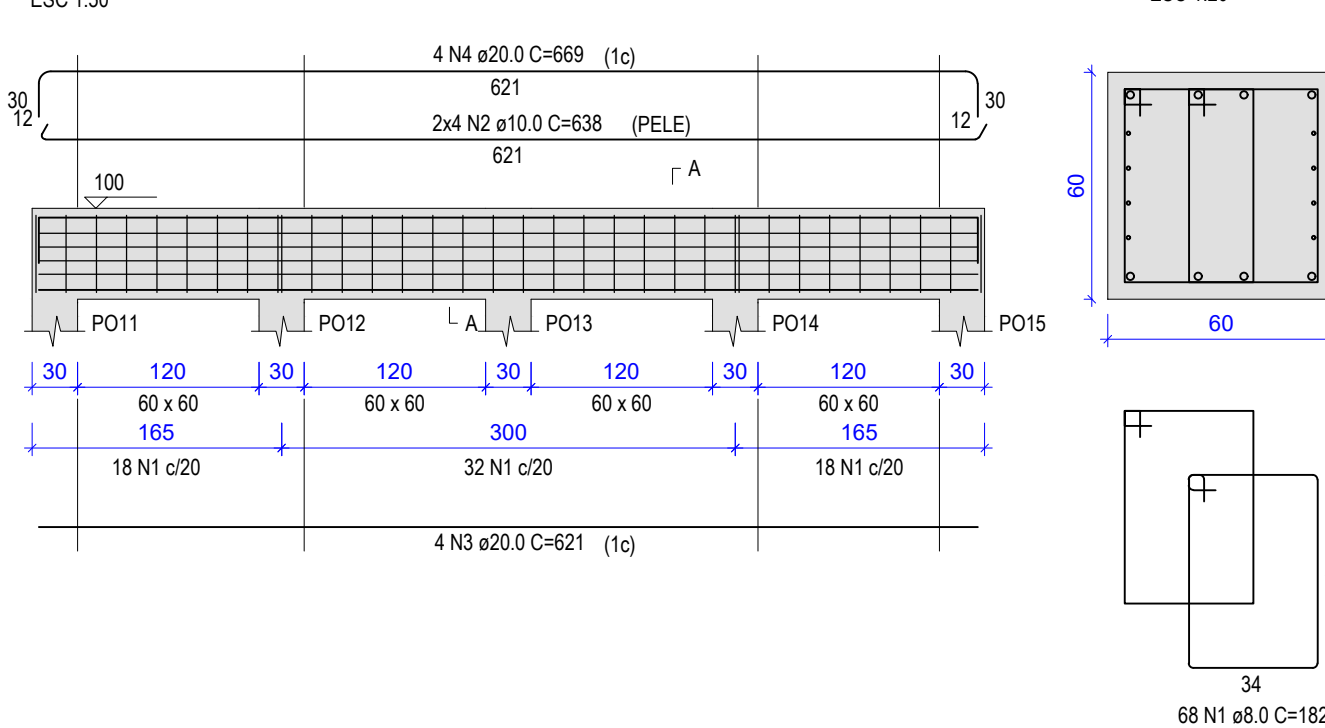 ESC 1:50
4 N4 ø20.0 C=669 (1c)
621
30
12
30
12
2x4 N2 ø10.0 C=638 (PELE)
621
A
100
PO11
PO12
A
PO13
PO14
PO15
30 120 30 120 30 120 30 120 30
60 x 60 60 x 60 60 x 60 60 x 60
165 300 165
18 N1 c/20 32 N1 c/20 18 N1 c/20
4 N3 ø20.0 C=621 (1c)
60
60
34
68 N1 ø8.0 C=182